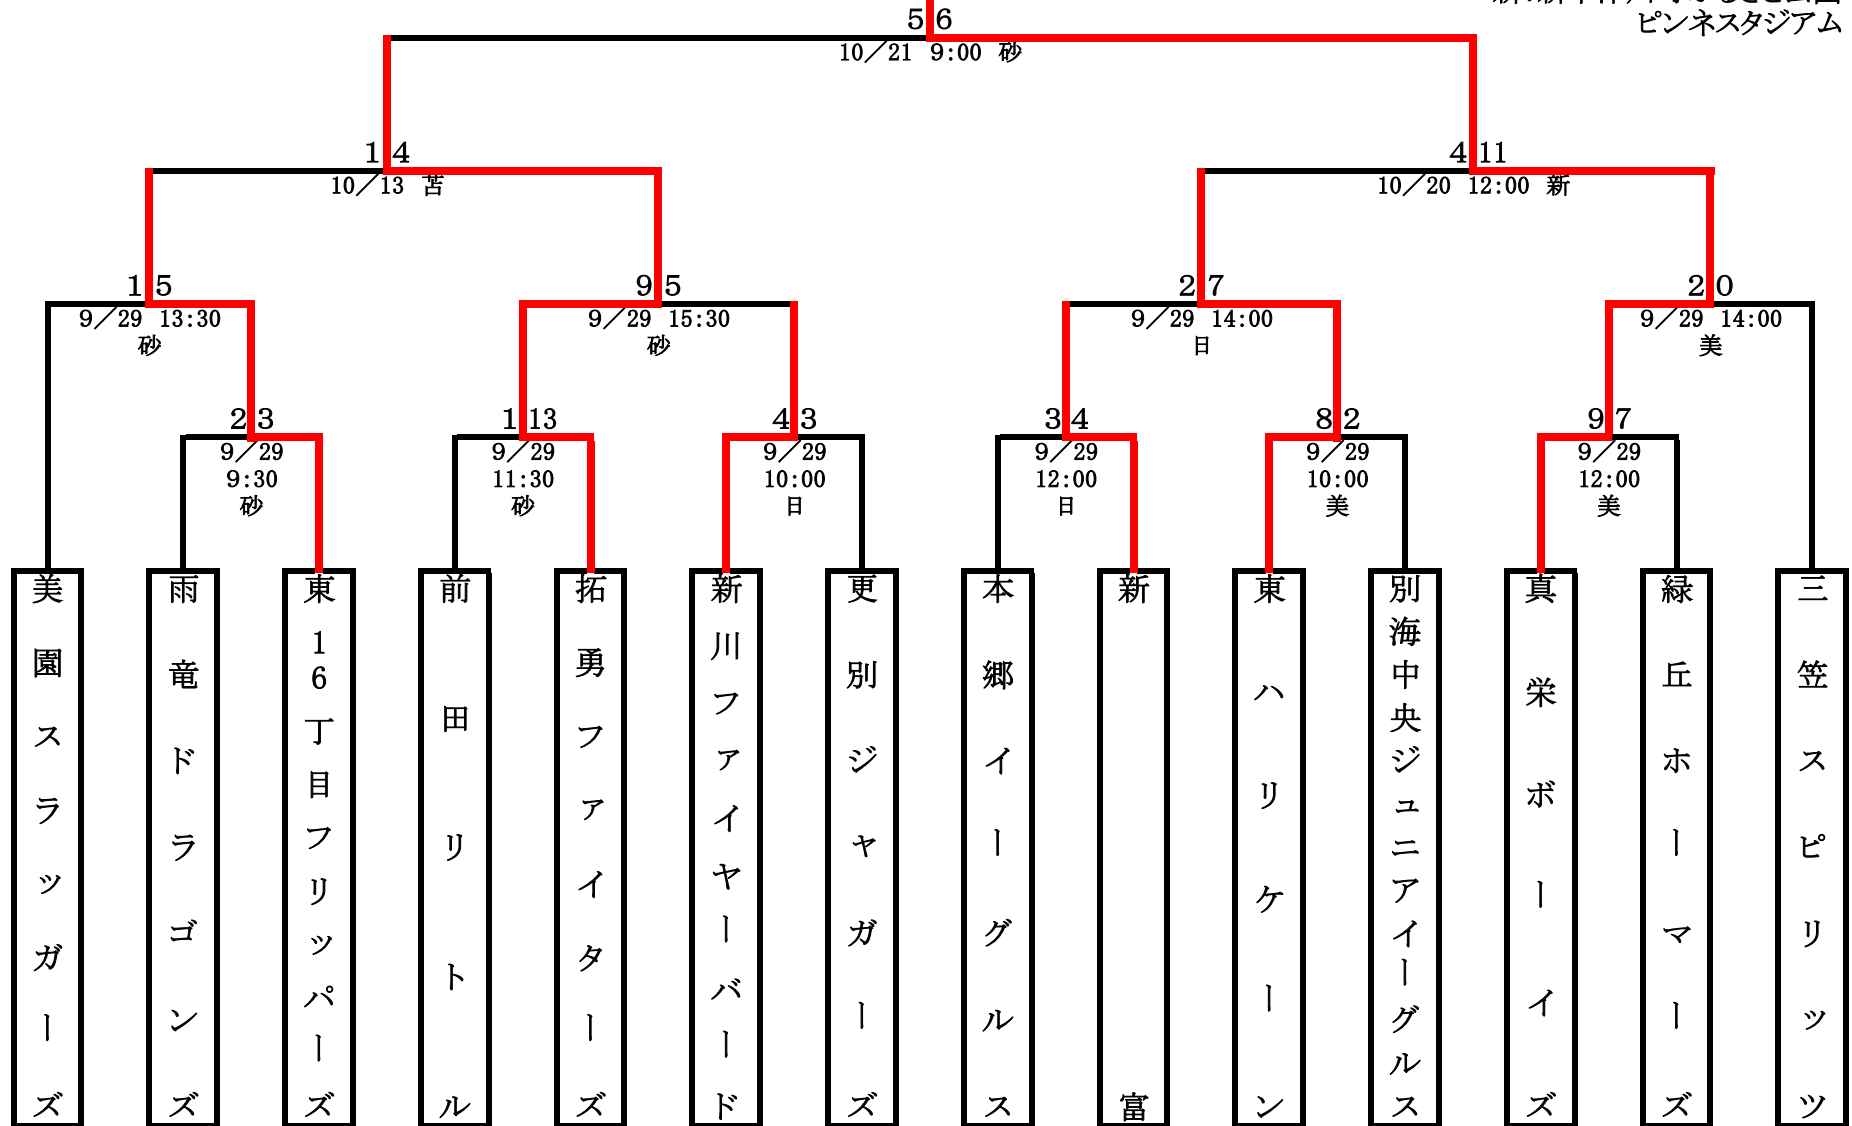 ピンネスタジアム
5 6
10/21 9:00 砂
1 4
10/13 苫
4 11
10/20 12:00 新
1 5
9/29 13:30
砂
9 5
9/29 15:30
砂
2 7
9/29 14:00
日
2 0
9/29 14:00
美
2 3
9/29
9:30
砂
1 13
9/29
11:30
砂
4 3
9/29
10:00
日
3 4
9/29
12:00
日
8 2
9/29
10:00
美
9 7
9/29
12:00
美
美園スラッガーズ
雨竜ドラゴンズ
東16丁目フリッパーズ
前田リトル
拓勇ファイターズ
新川ファイヤーバード
更別ジャガーズ
本郷イーグルス
新富
東ハリケーン
別海中央ジュニアイーグルス
真栄ボーイズ
緑丘ホーマーズ
三笠スピリッツ